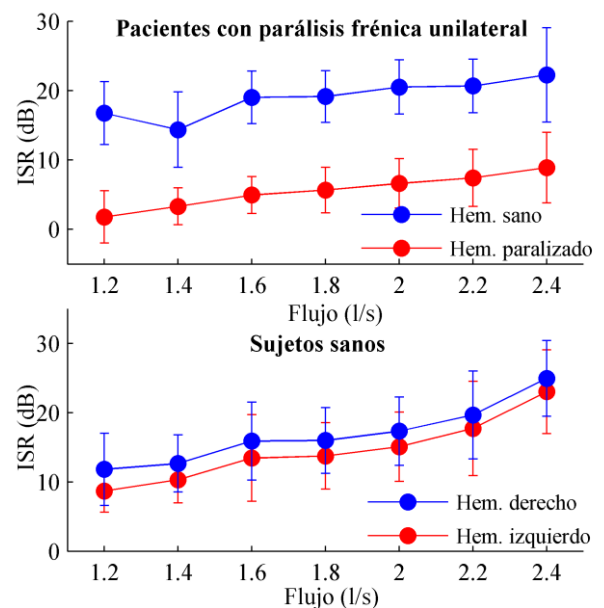 Pacientes con parálisis frénica unilateral
30
20
10
0
ISR (dB)
Hem. sano
Hem. paralizado
1.2 1.4 1.6 1.8 2 2.2 2.4
Flujo (l/s)
Sujetos sanos
30
20
10
0
ISR (dB)
Hem. derecho
Hem. izquierdo
1.2 1.4 1.6 1.8 2 2.2 2.4
Flujo (l/s)